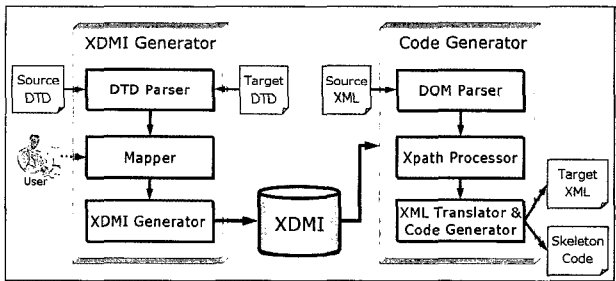 XDMI Generator
Code Generator
Source
DTD
DTD Parser
Target
DTD
Source
XML
DOM Parser
User
Mapper
Xpath Processor
XDMI Generator
XDMI
XML Translator &
Code Generator
Target
XML
Skeleton
Code